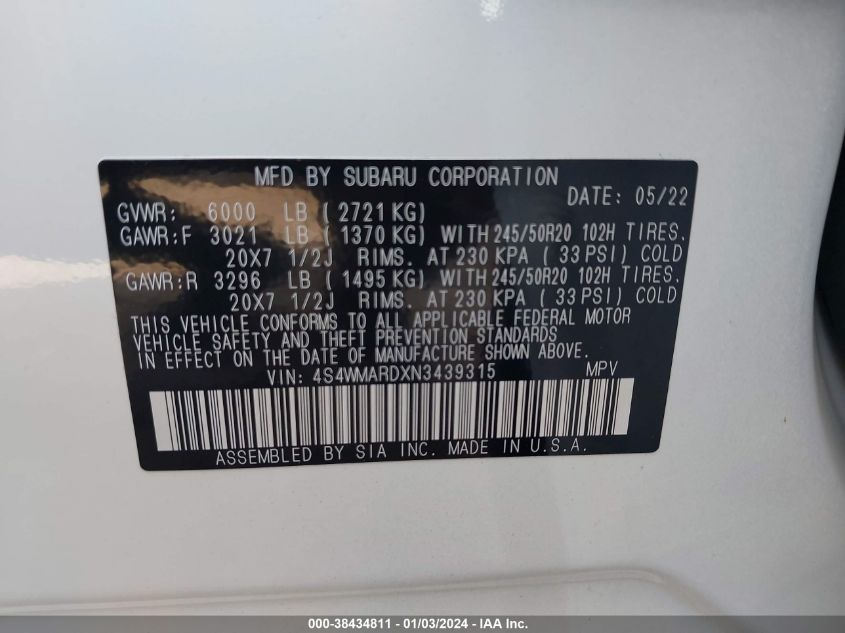 MFD BY SUBARU CORPORATION
DATE: 05/22
GVWR: 6000 LB ( 2721 KG)
GAWR:F 3021 LB ( 1370 KG) WITH 245/50R20 102H TIRES.
20X7 1/2J RIMS. AT 230 KPA ( 33 PSI) COLD
GAWR:R 3296 LB ( 1495 KG) WITH 245/50R20 102H TIRES.
20X7 1/2J RIMS. AT 230 KPA ( 33 PSI) COLD
THIS VEHICLE CONFORMS TO ALL APPLICABLE FEDERAL MOTOR
VEHICLE SAFETY AND THEFT PREVENTION STANDARDS
IN EFFECT ON THE DATE OF MANUFACTURE SHOWN ABOVE.
VIN: 4S4WMARDXN3439315 MPV
ASSEMBLED BY SIA INC. MADE IN U.S.A.
000-38434811 - 01/03/2024 - IAA Inc.